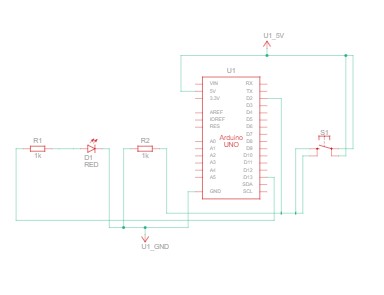 U1_5V
U1
VIN
5V
3.3V
AREF
IOREF
RES
A0
A1
A2
A3
A4
A5
GND
Arduino
UNO
RX
TX
D2
D3
D4
D5
D6
D7
D8
D9
D10
D11
D12
D13
SDA
SCL
S1
R1
1k
D1
RED
R2
1k
U1_GND